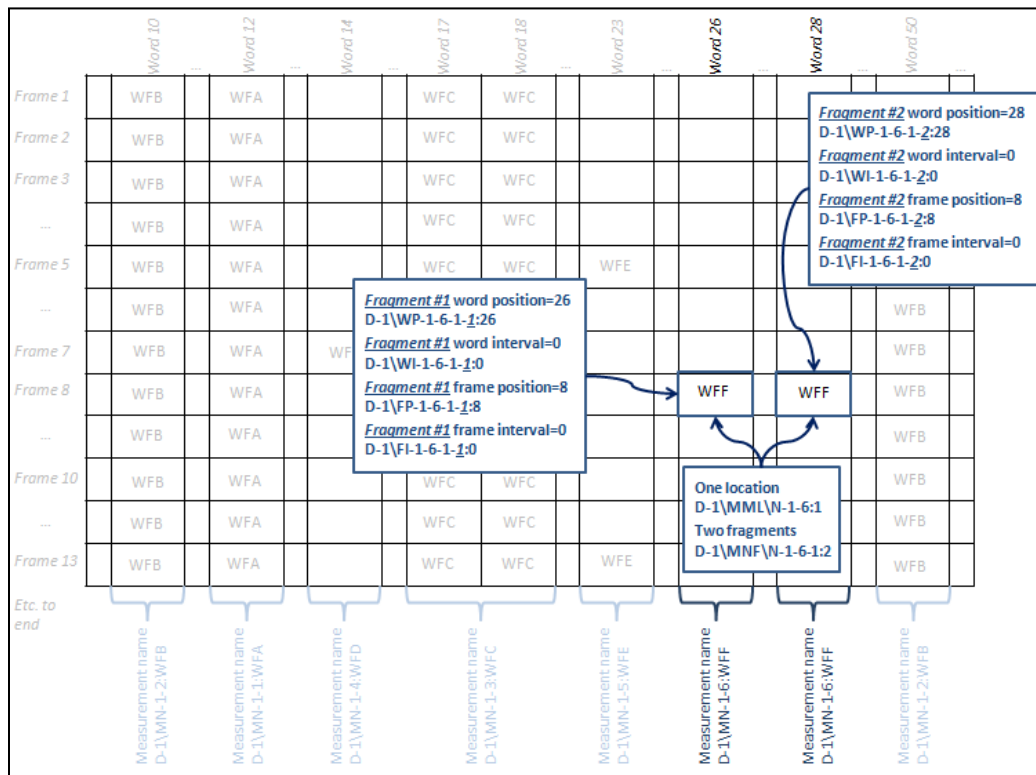 Word 10 ... Word 12 ... Word 14 ... Word 17 Word 18 ... Word 23 ... Word 26 ... Word 28 ... Word 50 ...
Frame 1 WFB WFA WFC WFC
Frame 2 WFB WFA WFC WFC
Frame 3 WFB WFA WFC WFC
... WFB WFA WFC WFC
Frame 5 WFB WFA WFC WFC WFE
... WFB WFA WFB
Frame 7 WFB WFA WF WFB
Frame 8 WFB WFA WFF WFF WFB
... WFB WFA WFB
Frame 10 WFB WFA WFC WFC WFB
... WFB WFA WFC WFC WFB
Frame 13 WFB WFA WFC WFC WFE WFB
Etc. to
end
Fragment #2 word position=28
D-1\WP-1-6-1-2:28
Fragment #2 word interval=0
D-1\WI-1-6-1-2:0
Fragment #2 frame position=8
D-1\FP-1-6-1-2:8
Fragment #2 frame interval=0
D-1\FI-1-6-1-2:0
Fragment #1 word position=26
D-1\WP-1-6-1-1:26
Fragment #1 word interval=0
D-1\WI-1-6-1-1:0
Fragment #1 frame position=8
D-1\FP-1-6-1-1:8
Fragment #1 frame interval=0
D-1\FI-1-6-1-1:0
One location
D-1\MML\N-1-6:1
Two fragments
D-1\MNF\N-1-6-1:2
Measurement name
D-1\MN-1-2:WFB
Measurement name
D-1\MN-1-1:WFA
Measurement name
D-1\MN-1-4:WFD
Measurement name
D-1\MN-1-3:WFC
Measurement name
D-1\MN-1-5:WFE
Measurement name
D-1\MN-1-6:WFF
Measurement name
D-1\MN-1-6:WFF
Measurement name
D-1\MN-1-2:WFB